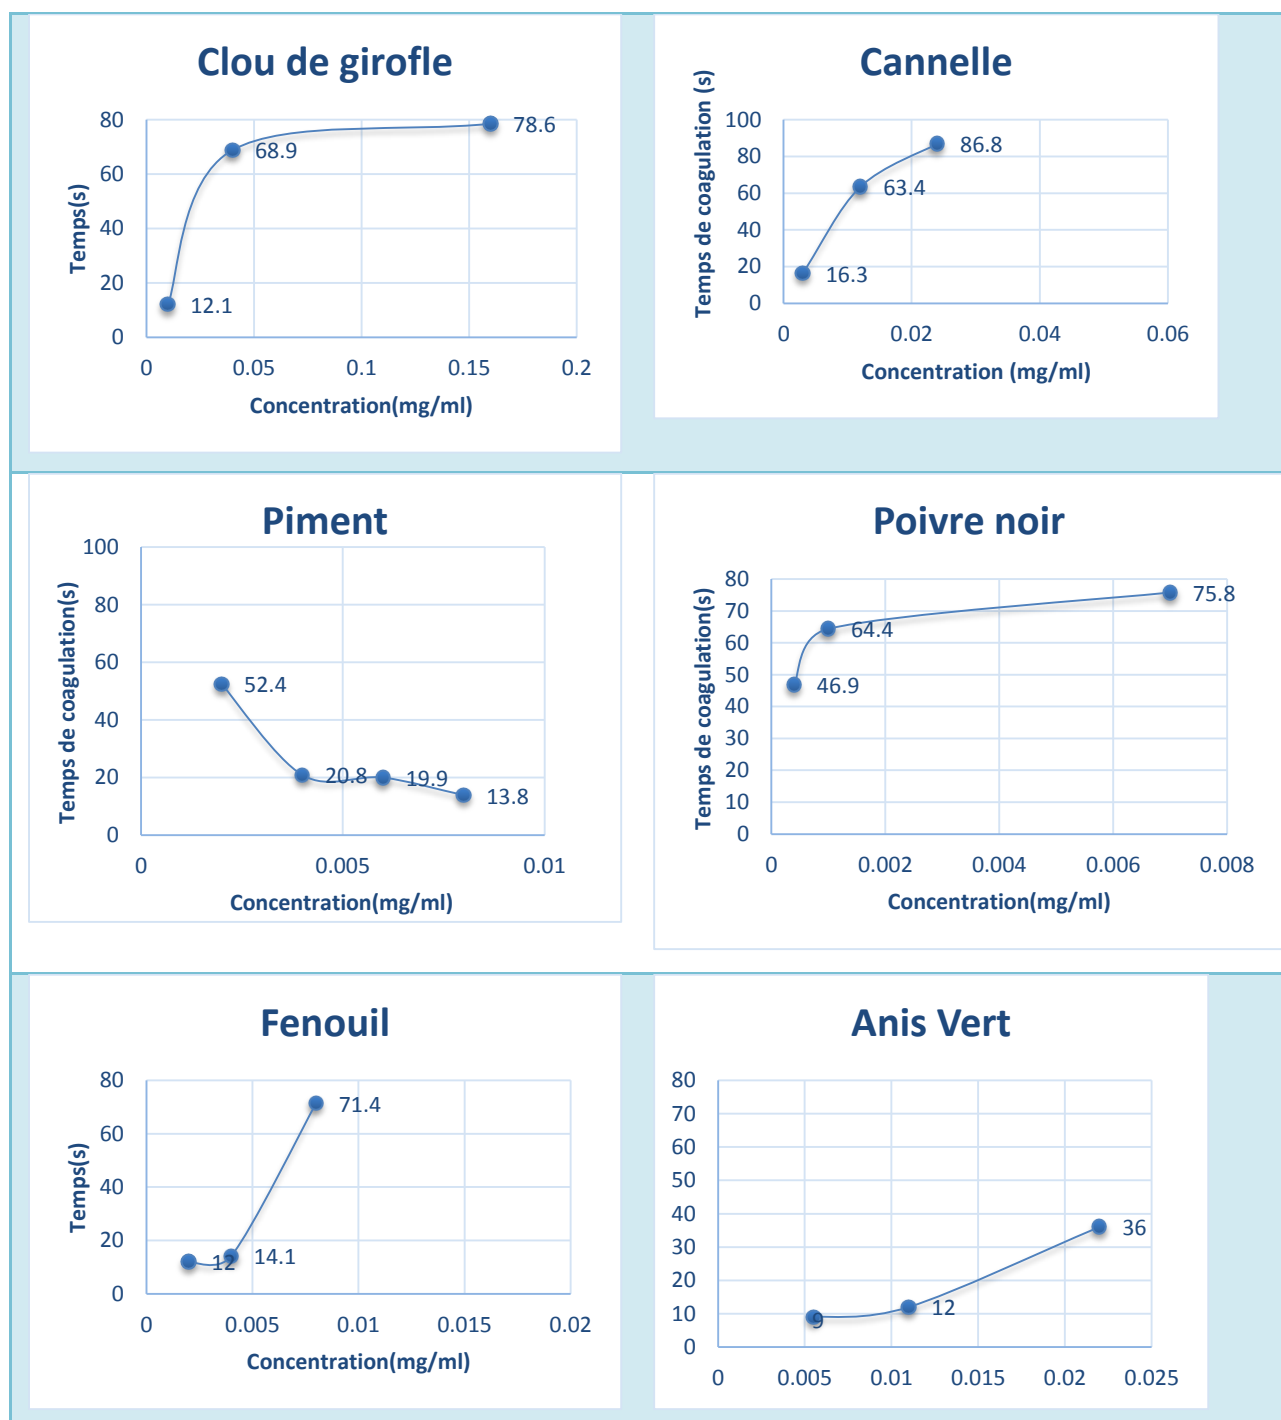 Clou de girofle
Temps(s)
80
60
40
20
0
78.6
68.9
12.1
0 0.05 0.1 0.15 0.2
Concentration(mg/ml)
Cannelle
Temps de coagulation (s)
100
80
60
40
20
0
86.8
63.4
16.3
0 0.02 0.04 0.06
Concentration (mg/ml)
Piment
Temps de coagulation(s)
100
80
60
40
20
0
52.4
20.8
19.9
13.8
0 0.005 0.01
Concentration(mg/ml)
Poivre noir
Temps de coagulation(s)
80
70
60
50
40
30
20
10
0
75.8
64.4
46.9
0 0.002 0.004 0.006 0.008
Concentration(mg/ml)
Fenouil
Temps(s)
80
60
40
20
0
71.4
12
14.1
0 0.005 0.01 0.015 0.02
Concentration(mg/ml)
Anis Vert
80
70
60
50
40
30
20
10
0
36
12
9
0 0.005 0.01 0.015 0.02 0.025